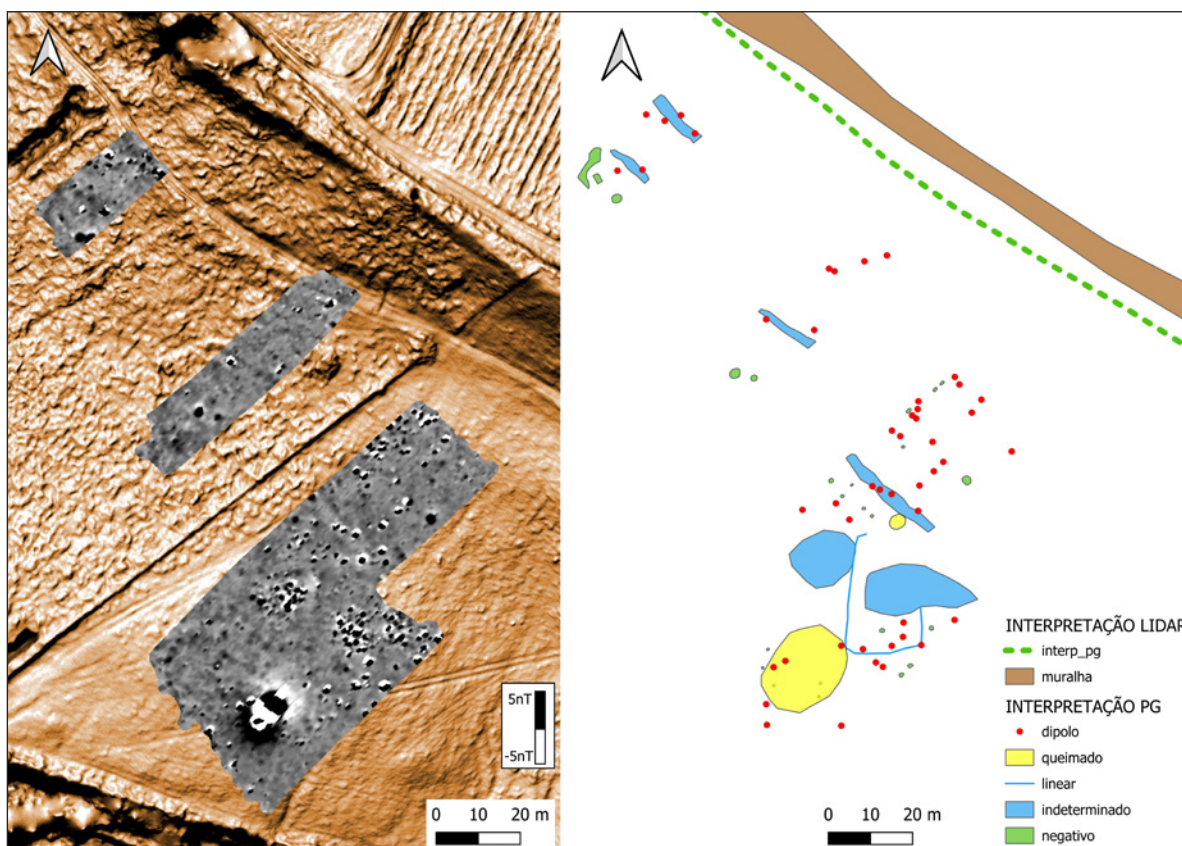 5nT
-5nT
0 10 20 m
INTERPRETAÇÃO LIDAR
interp_pg
muralha
INTERPRETAÇÃO PG
dipolo
queimado
linear
indeterminado
negativo
0 10 20 m